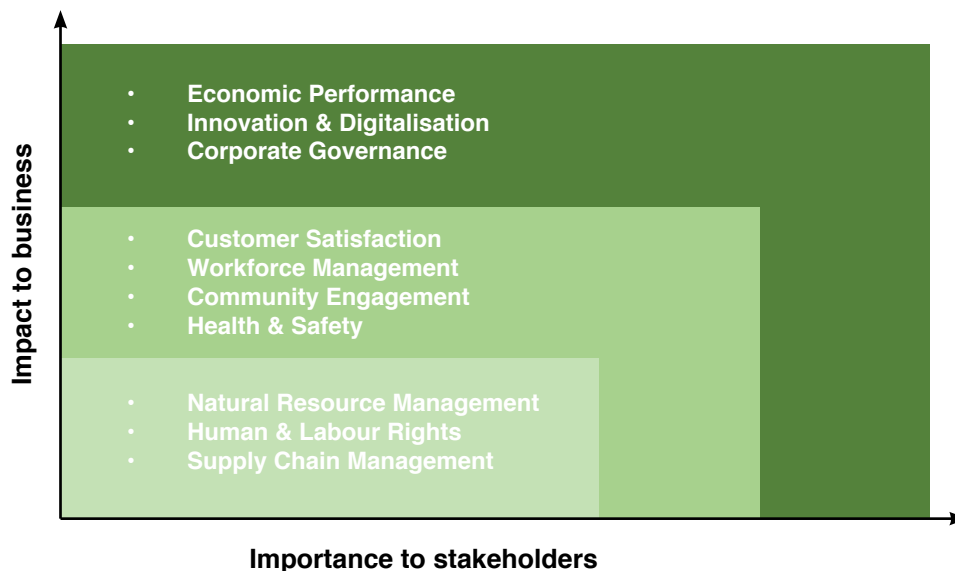 • Economic Performance
• Innovation & Digitalisation
• Corporate Governance
• Customer Satisfaction
• Workforce Management
• Community Engagement
• Health & Safety
• Natural Resource Management
• Human & Labour Rights
• Supply Chain Management
Impact to business
Importance to stakeholders